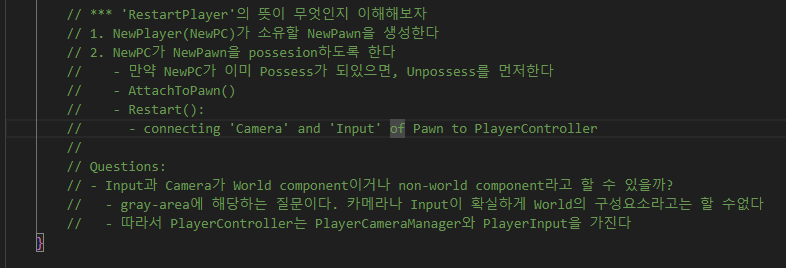 // *** 'RestartPlayer'의 뜻이 무엇인지 이해해보자
// 1. NewPlayer(NewPC)가 소유할 NewPawn을 생성한다
// 2. NewPC가 NewPawn을 possesion하도록 한다
//    - 만약 NewPC가 이미 Possess가 되있으면, Unpossess를 먼저한다
//    - AttachToPawn()
//    - Restart():
//      - connecting 'Camera' and 'Input' of Pawn to PlayerController
//
// Questions:
// - Input과 Camera가 World component이거나 non-world component라고 할 수 있을까?
//   - gray-area에 해당하는 질문이다. 카메라나 Input이 확실하게 World의 구성요소라고는 할 수없다
//   - 따라서 PlayerController는 PlayerCameraManager와 PlayerInput을 가진다
}